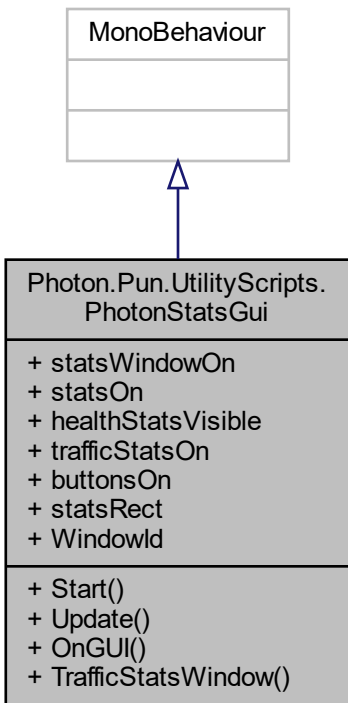 MonoBehaviour
Photon.Pun.UtilityScripts.
PhotonStatsGui
+ statsWindowOn
+ statsOn
+ healthStatsVisible
+ trafficStatsOn
+ buttonsOn
+ statsRect
+ WindowId
+ Start()
+ Update()
+ OnGUI()
+ TrafficStatsWindow()